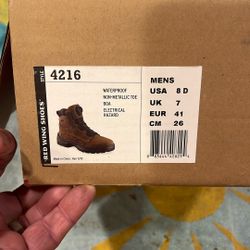 STYLE
4216
RED WING SHOES
WATERPROOF
NON-METALLIC TOE
BOA
ELECTRICAL
HAZARD
MENS
USA 8 D
UK 7
EUR 41
CM 26